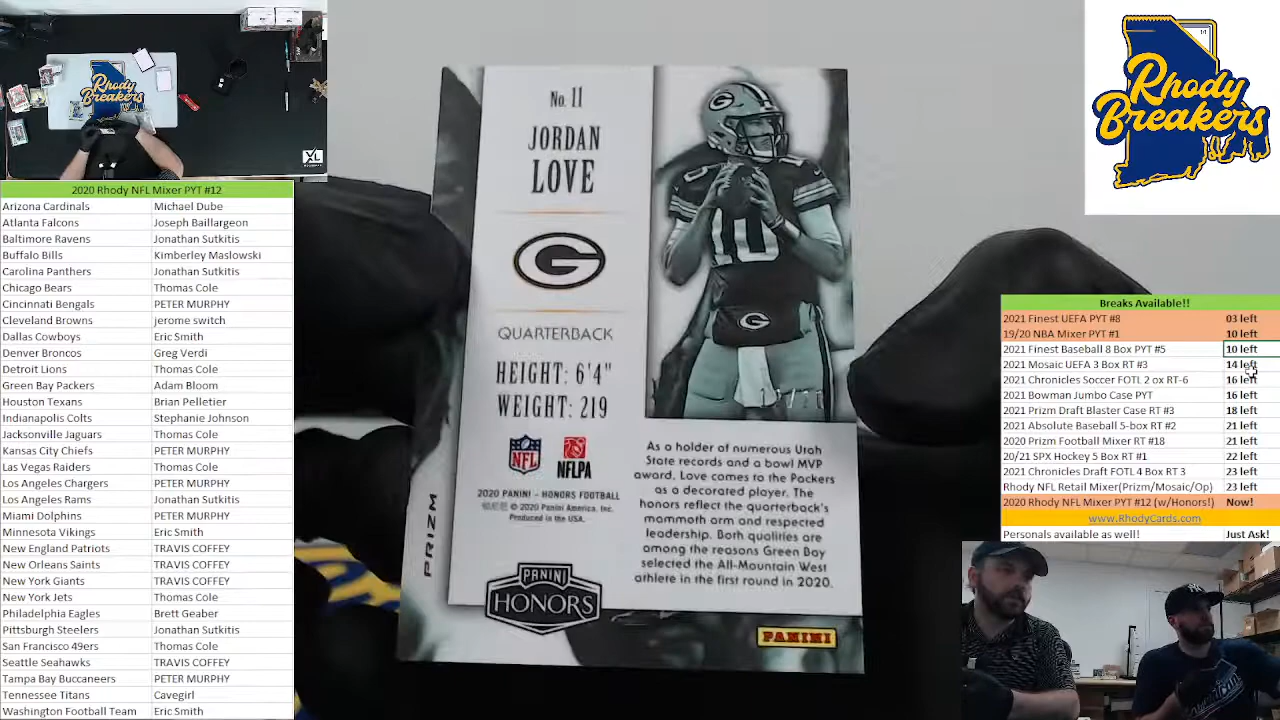 Rhody
Breakers
XL
2020 Rhody NFL Mixer PYT #12
Arizona Cardinals Michael Dube
Atlanta Falcons Joseph Baillargeon
Baltimore Ravens Jonathan Sutkitis
Buffalo Bills Kimberley Maslowski
Carolina Panthers Jonathan Sutkitis
Chicago Bears Thomas Cole
Cincinnati Bengals PETER MURPHY
Cleveland Browns jerome switch
Dallas Cowboys Eric Smith
Denver Broncos Greg Verdi
Detroit Lions Thomas Cole
Green Bay Packers Adam Bloom
Houston Texans Brian Pelletier
Indianapolis Colts Stephanie Johnson
Jacksonville Jaguars Thomas Cole
Kansas City Chiefs PETER MURPHY
Las Vegas Raiders Thomas Cole
Los Angeles Chargers PETER MURPHY
Los Angeles Rams Jonathan Sutkitis
Miami Dolphins PETER MURPHY
Minnesota Vikings Eric Smith
New England Patriots TRAVIS COFFEY
New Orleans Saints TRAVIS COFFEY
New York Giants TRAVIS COFFEY
New York Jets Thomas Cole
Philadelphia Eagles Brett Geaber
Pittsburgh Steelers Jonathan Sutkitis
San Francisco 49ers Thomas Cole
Seattle Seahawks TRAVIS COFFEY
Tampa Bay Buccaneers PETER MURPHY
Tennessee Titans Cavegirl
Washington Football Team Eric Smith
No. 11
JORDAN
LOVE
G
QUARTERBACK
HEIGHT: 6'4"
WEIGHT: 219
NFL
NFLPA
2020 PANINI - HONORS FOOTBALL
© 2020 Panini America, Inc.
Produced in the USA.
PRIZM
PANINI
HONORS
10
G
As a holder of numerous Utah
State records and a bowl MVP
award, Love comes to the Packers
as a decorated player. The
honors reflect the quarterback's
mammoth arm and respected
leadership. Both qualities are
among the reasons Green Bay
selected the All-Mountain West
athlete in the first round in 2020.
PANINI
Rhody
Breakers
Breaks Available!!
2021 Finest UEFA PYT #8 03 left
19/20 NBA Mixer PYT #1 10 left
2021 Finest Baseball 8 Box PYT #5 10 left
2021 Mosaic UEFA 3 Box RT #3 14 left
2021 Chronicles Soccer FOTL 2 ox RT-6 16 left
2021 Bowman Jumbo Case PYT 16 left
2021 Prizm Draft Blaster Case RT #3 18 left
2021 Absolute Baseball 5-box RT #2 21 left
2020 Prizm Football Mixer RT #18 21 left
20/21 SPX Hockey 5 Box RT #1 22 left
2021 Chronicles Draft FOTL 4 Box RT 3 23 left
Rhody NFL Retail Mixer(Prizm/Mosaic/Op) 23 left
2020 Rhody NFL Mixer PYT #12 (w/Honors!) Now!
www.RhodyCards.com
Personals available as well! Just Ask!